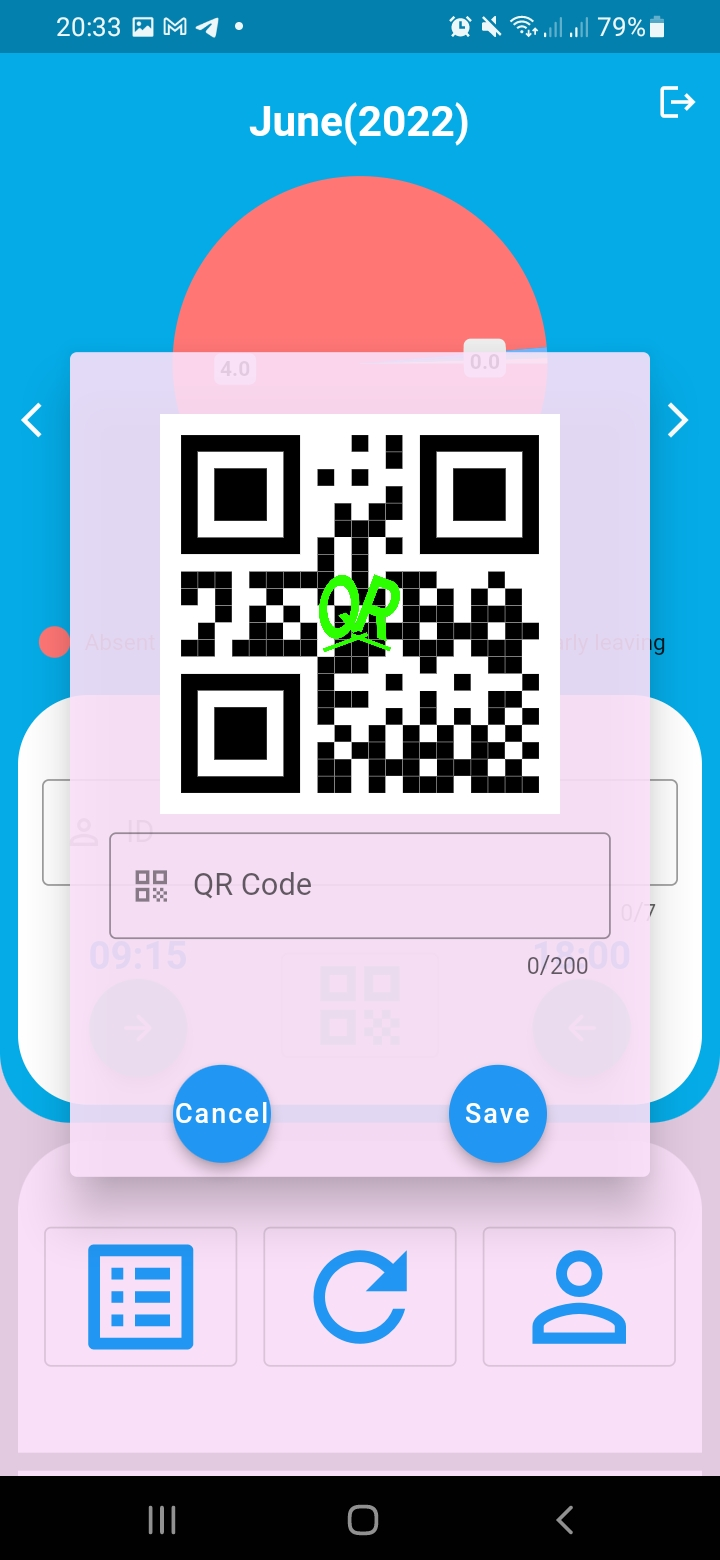 20:33 79%
June(2022)
4.0 0.0
Absent arly leaving
ID
QR
QR Code
0/7
09:15 18:00
0/200
Cancel Save